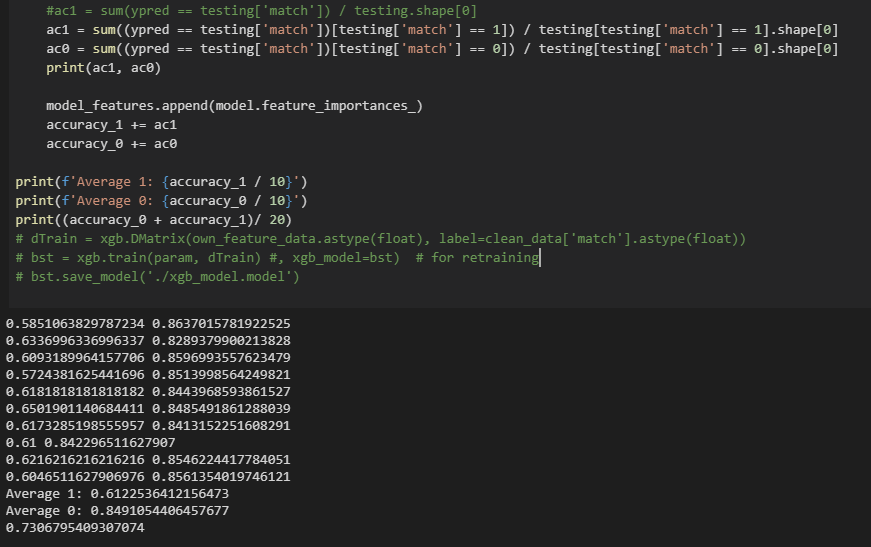 #ac1 = sum(ypred == testing['match']) / testing.shape[0]
ac1 = sum((ypred == testing['match'])[testing['match'] == 1]) / testing[testing['match'] == 1].shape[0]
ac0 = sum((ypred == testing['match'])[testing['match'] == 0]) / testing[testing['match'] == 0].shape[0]
print(ac1, ac0)
model_features.append(model.feature_importances_)
accuracy_1 += ac1
accuracy_0 += ac0
print(f'Average 1: {accuracy_1 / 10}')
print(f'Average 0: {accuracy_0 / 10}')
print((accuracy_0 + accuracy_1)/ 20)
# dTrain = xgb.DMatrix(own_feature_data.astype(float), label=clean_data['match'].astype(float))
# bst = xgb.train(param, dTrain) #, xgb_model=bst)  # for retraining
# bst.save_model('./xgb_model.model')
0.5851063829787234 0.8637015781922525
0.6336996336996337 0.8289379900213828
0.6093189964157706 0.8596993557623479
0.5724381625441696 0.8513998564249821
0.6181818181818182 0.8443968593861527
0.6501901140684411 0.8485491861288039
0.6173285198555957 0.8413152251608291
0.61 0.842296511627907
0.6216216216216216 0.8546224417784051
0.6046511627906976 0.8561354019746121
Average 1: 0.6122536412156473
Average 0: 0.8491054406457677
0.7306795409307074